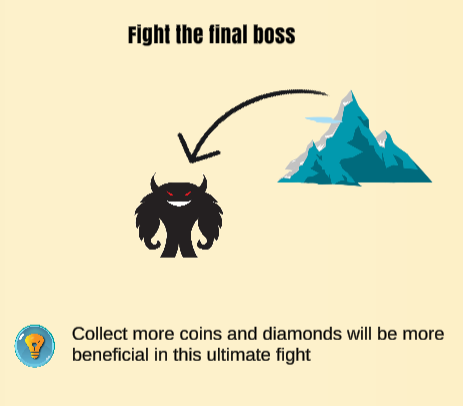 Fight the final boss
Collect more coins and diamonds will be more
beneficial in this ultimate fight